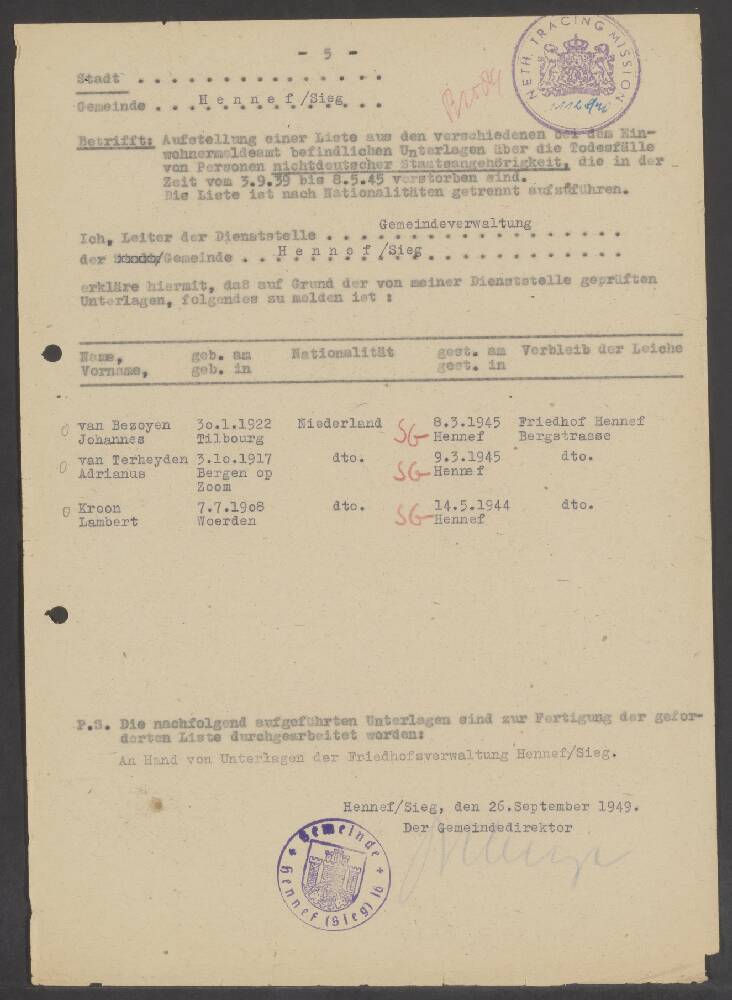 - 5 -
NETH. TRACING MISSION
Stadt . . . . . . . . . . . . . . .
Gemeinde . . . Hennef/Sieg . .
Betrifft: Aufstellung einer Liste aus den verschiedenen bei dem Ein-
wohnermeldeamt befindlichen Unterlagen über die Todesfälle
von Personen nichtdeutscher Staatsangehörigkeit, die in der
Zeit vom 3.9.39 bis 8.5.45 verstorben sind.
Die Liste ist nach Nationalitäten getrennt aufzuführen.
Ich, Leiter der Dienststelle . . . Gemeindeverwaltung . . . . . .
der Stadt/Gemeinde . . . Hennef/Sieg . . . . . . . . . . . .
erkläre hiermit, daß auf Grund der von meiner Dienststelle geprüften
Unterlagen, folgendes zu melden ist :
Name, geb. am Nationalität gest. am Verbleib der Leiche
Vorname, geb. in gest. in
van Bezoyen 3o.1.1922 Niederland SG 8.3.1945 Friedhof Hennef
Johannes Tilbourg Hennef Bergstrasse
van Terheyden 3.1o.1917 dto. SG 9.3.1945 dto.
Adrianus Bergen op Hennef
Zoom
Kroon 7.7.19o8 dto. SG 14.5.1944 dto.
Lambert Woerden Hennef
P.S. Die nachfolgend aufgeführten Unterlagen sind zur Fertigung der gefor-
derten Liste durchgearbeitet worden:
An Hand von Unterlagen der Friedhofsverwaltung Hennef/Sieg.
Hennef/Sieg, den 26.September 1949.
Der Gemeindedirektor
Gemeinde
Hennef (Sieg) 16